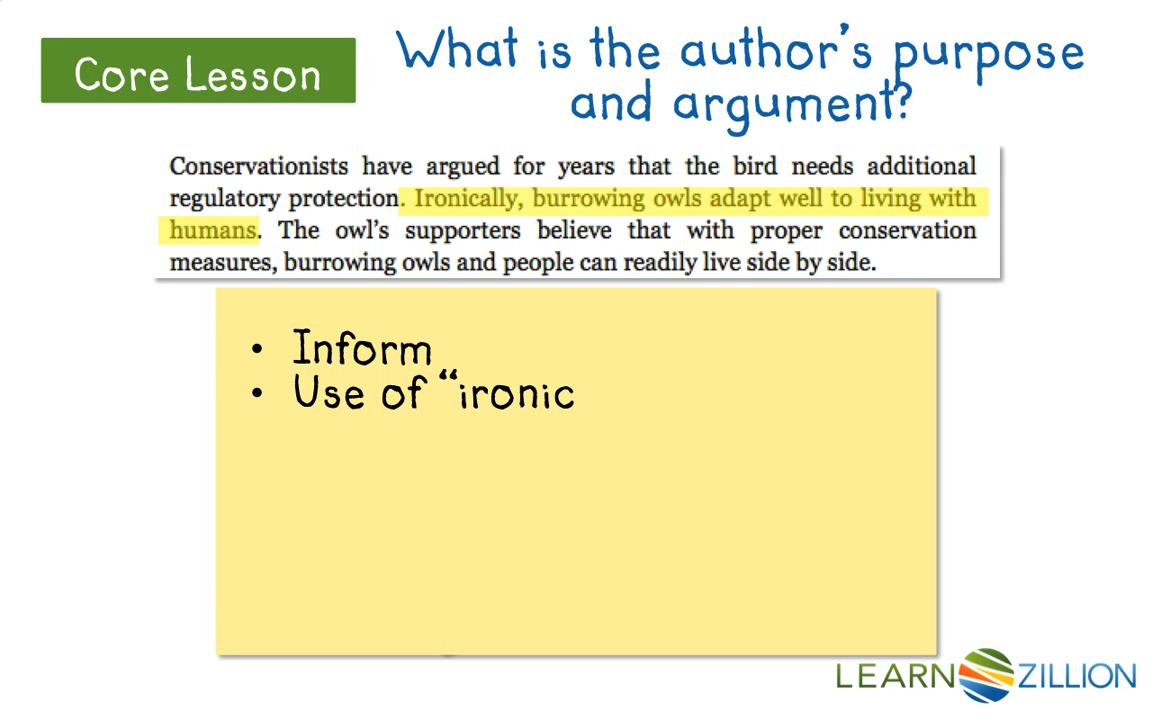 Core Lesson
What is the author's purpose
and argument?
Conservationists have argued for years that the bird needs additional
regulatory protection. Ironically, burrowing owls adapt well to living with
humans. The owl's supporters believe that with proper conservation
measures, burrowing owls and people can readily live side by side.
• Inform
• Use of “ironic
LEARN ZILLION